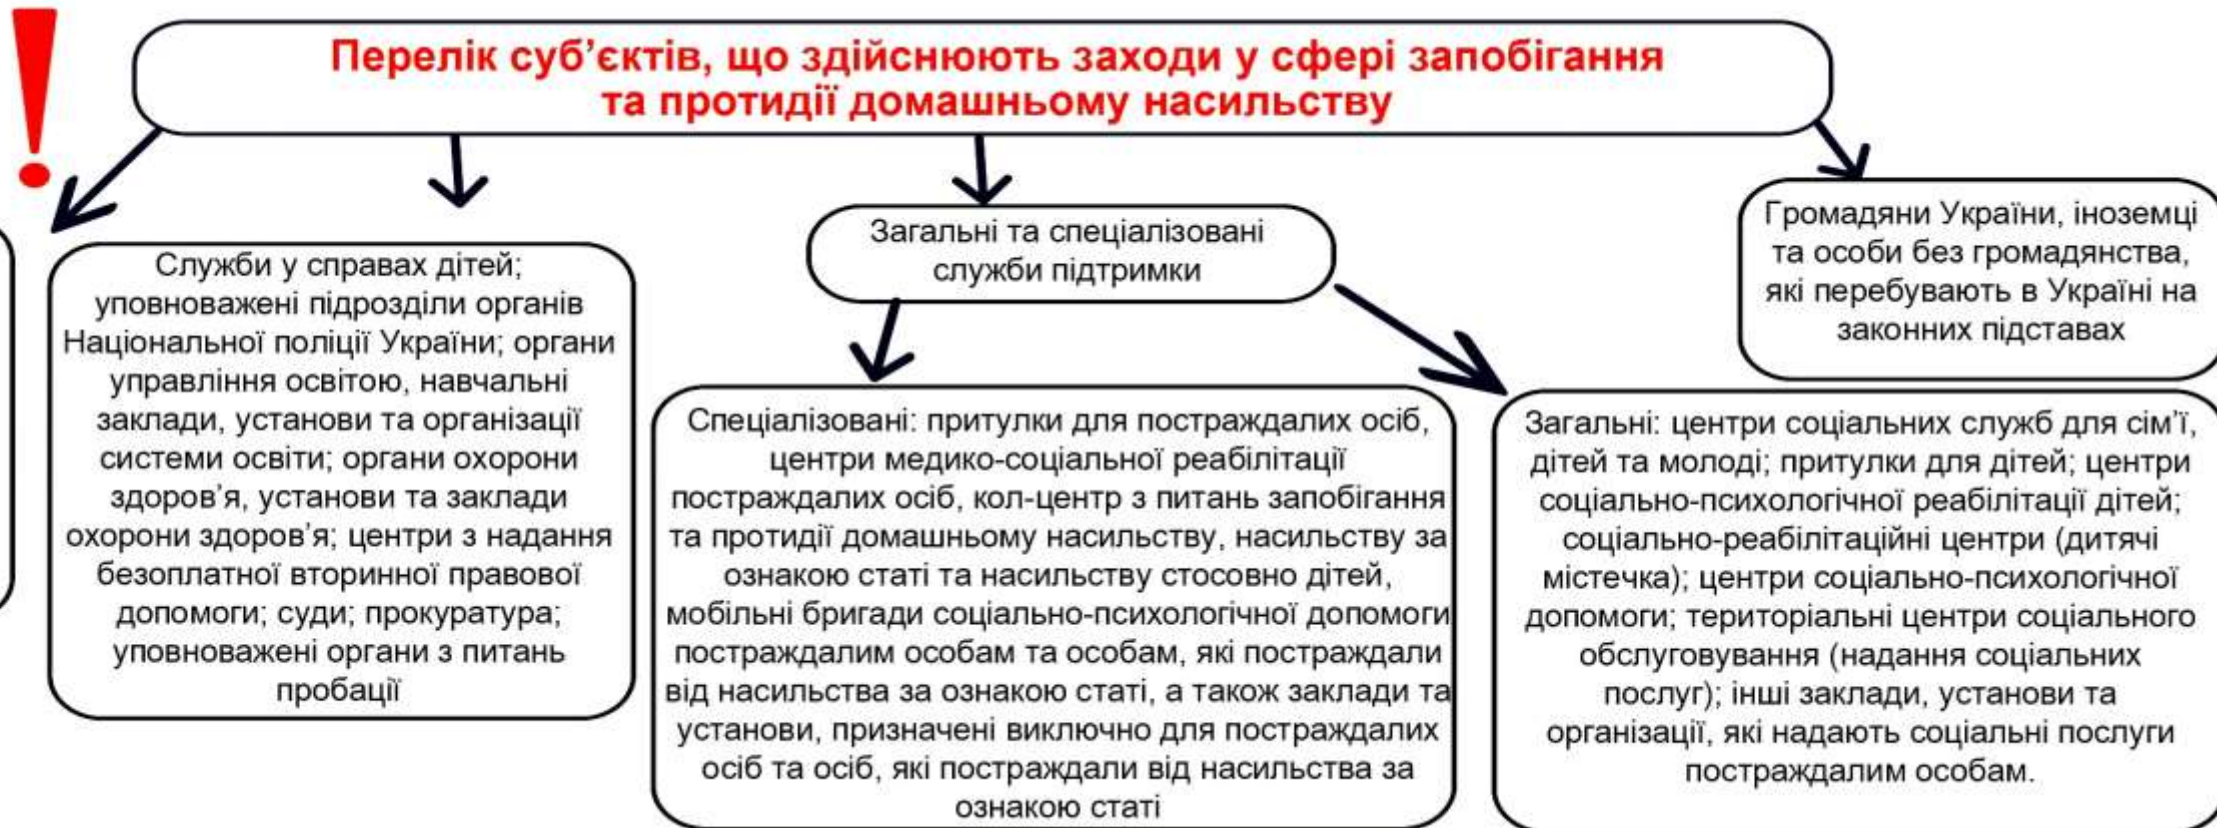 Перелік суб’єктів, що здійснюють заходи у сфері запобігання
та протидії домашньому насильству
Служби у справах дітей;
уповноважені підрозділи органів
Національної поліції України; органи
управління освітою, навчальні
заклади, установи та організації
системи освіти; органи охорони
здоров’я, установи та заклади
охорони здоров’я; центри з надання
безоплатної вторинної правової
допомоги; суди; прокуратура;
уповноважені органи з питань
пробації
Загальні та спеціалізовані
служби підтримки
Спеціалізовані: притулки для постраждалих осіб,
центри медико-соціальної реабілітації
постраждалих осіб, кол-центр з питань запобігання
та протидії домашньому насильству, насильству за
ознакою статі та насильству стосовно дітей,
мобільні бригади соціально-психологічної допомоги
постраждалим особам та особам, які постраждали
від насильства за ознакою статі, а також заклади та
установи, призначені виключно для постраждалих
осіб та осіб, які постраждали від насильства за
ознакою статі
Загальні: центри соціальних служб для сім’ї,
дітей та молоді; притулки для дітей; центри
соціально-психологічної реабілітації дітей;
соціально-реабілітаційні центри (дитячі
містечка); центри соціально-психологічної
допомоги; територіальні центри соціального
обслуговування (надання соціальних
послуг); інші заклади, установи та
організації, які надають соціальні послуги
постраждалим особам.
Громадяни України, іноземці
та особи без громадянства,
які перебувають в Україні на
законних підставах